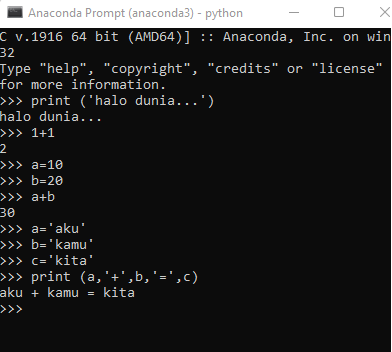 Anaconda Prompt (anaconda3) - python
C v.1916 64 bit (AMD64)] :: Anaconda, Inc. on win
32
Type "help", "copyright", "credits" or "license"
for more information.
>>> print ('halo dunia...')
halo dunia...
>>> 1+1
2
>>> a=10
>>> b=20
>>> a+b
30
>>> a='aku'
>>> b='kamu'
>>> c='kita'
>>> print (a,'+',b,'=',c)
aku + kamu = kita
>>>